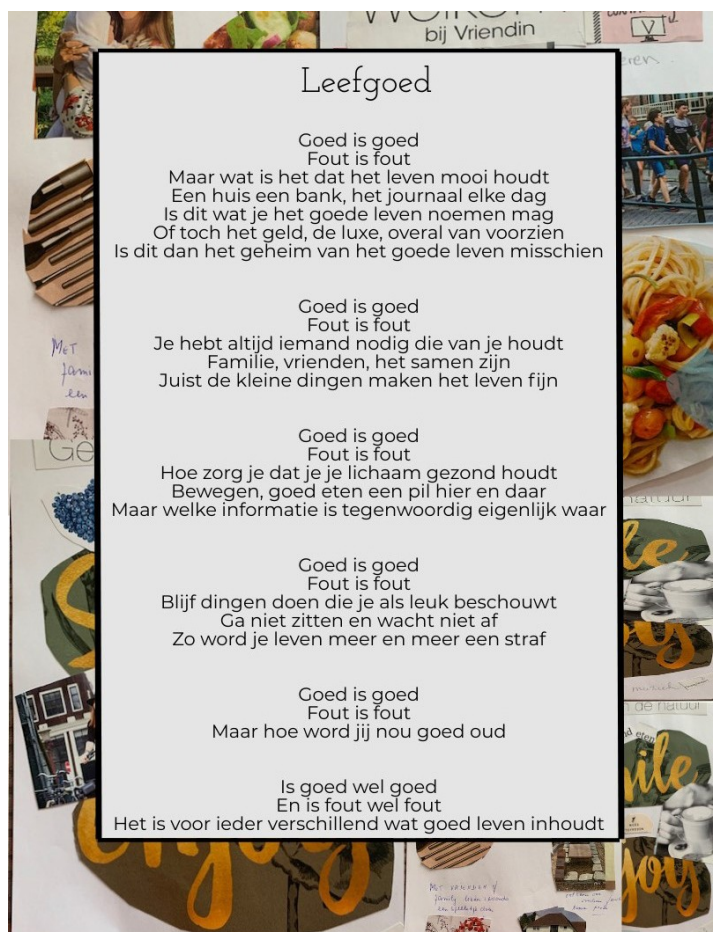 bij Vriendin
Leefgoed
Goed is goed
Fout is fout
Maar wat is het dat het leven mooi houdt
Een huis een bank, het journaal elke dag
Is dit wat je het goede leven noemen mag
Of toch het geld, de luxe, overal van voorzien
Is dit dan het geheim van het goede leven misschien
Goed is goed
Fout is fout
Je hebt altijd iemand nodig die van je houdt
Familie, vrienden, het samen zijn
Juist de kleine dingen maken het leven fijn
Goed is goed
Fout is fout
Hoe zorg je dat je je lichaam gezond houdt
Bewegen, goed eten een pil hier en daar
Maar welke informatie is tegenwoordig eigenlijk waar
Goed is goed
Fout is fout
Blijf dingen doen die je als leuk beschouwt
Ga niet zitten en wacht niet af
Zo word je leven meer en meer een straf
Goed is goed
Fout is fout
Maar hoe word jij nou goed oud
Is goed wel goed
En is fout wel fout
Het is voor ieder verschillend wat goed leven inhoudt
MET
een
Ge
de natuur
enjoy
joy